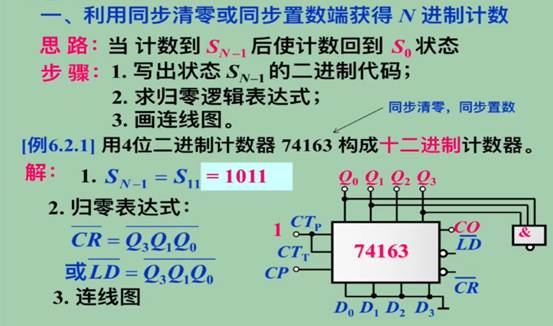 一、利用同步清零或同步置数端获得 N 进制计数
思 路：当 计数到 S_{N-1} 后使计数回到 S_0 状态
步 骤：1. 写出状态 S_{N-1} 的二进制代码；
2. 求归零逻辑表达式；
3. 画连线图。
同步清零，同步置数
[例6.2.1] 用4位二进制计数器 74163 构成十二进制计数器。
解： 1. S_{N-1} = S_{11} = 1011
2. 归零表达式：
\overline{CR} = \overline{Q_3Q_1Q_0}
或\overline{LD} = \overline{Q_3Q_1Q_0}
3. 连线图
Q_0 Q_1 Q_2 Q_3
1 CT_P
CT_T
CP
74163
CO
\overline{LD}
\overline{CR}
&
D_0 D_1 D_2 D_3